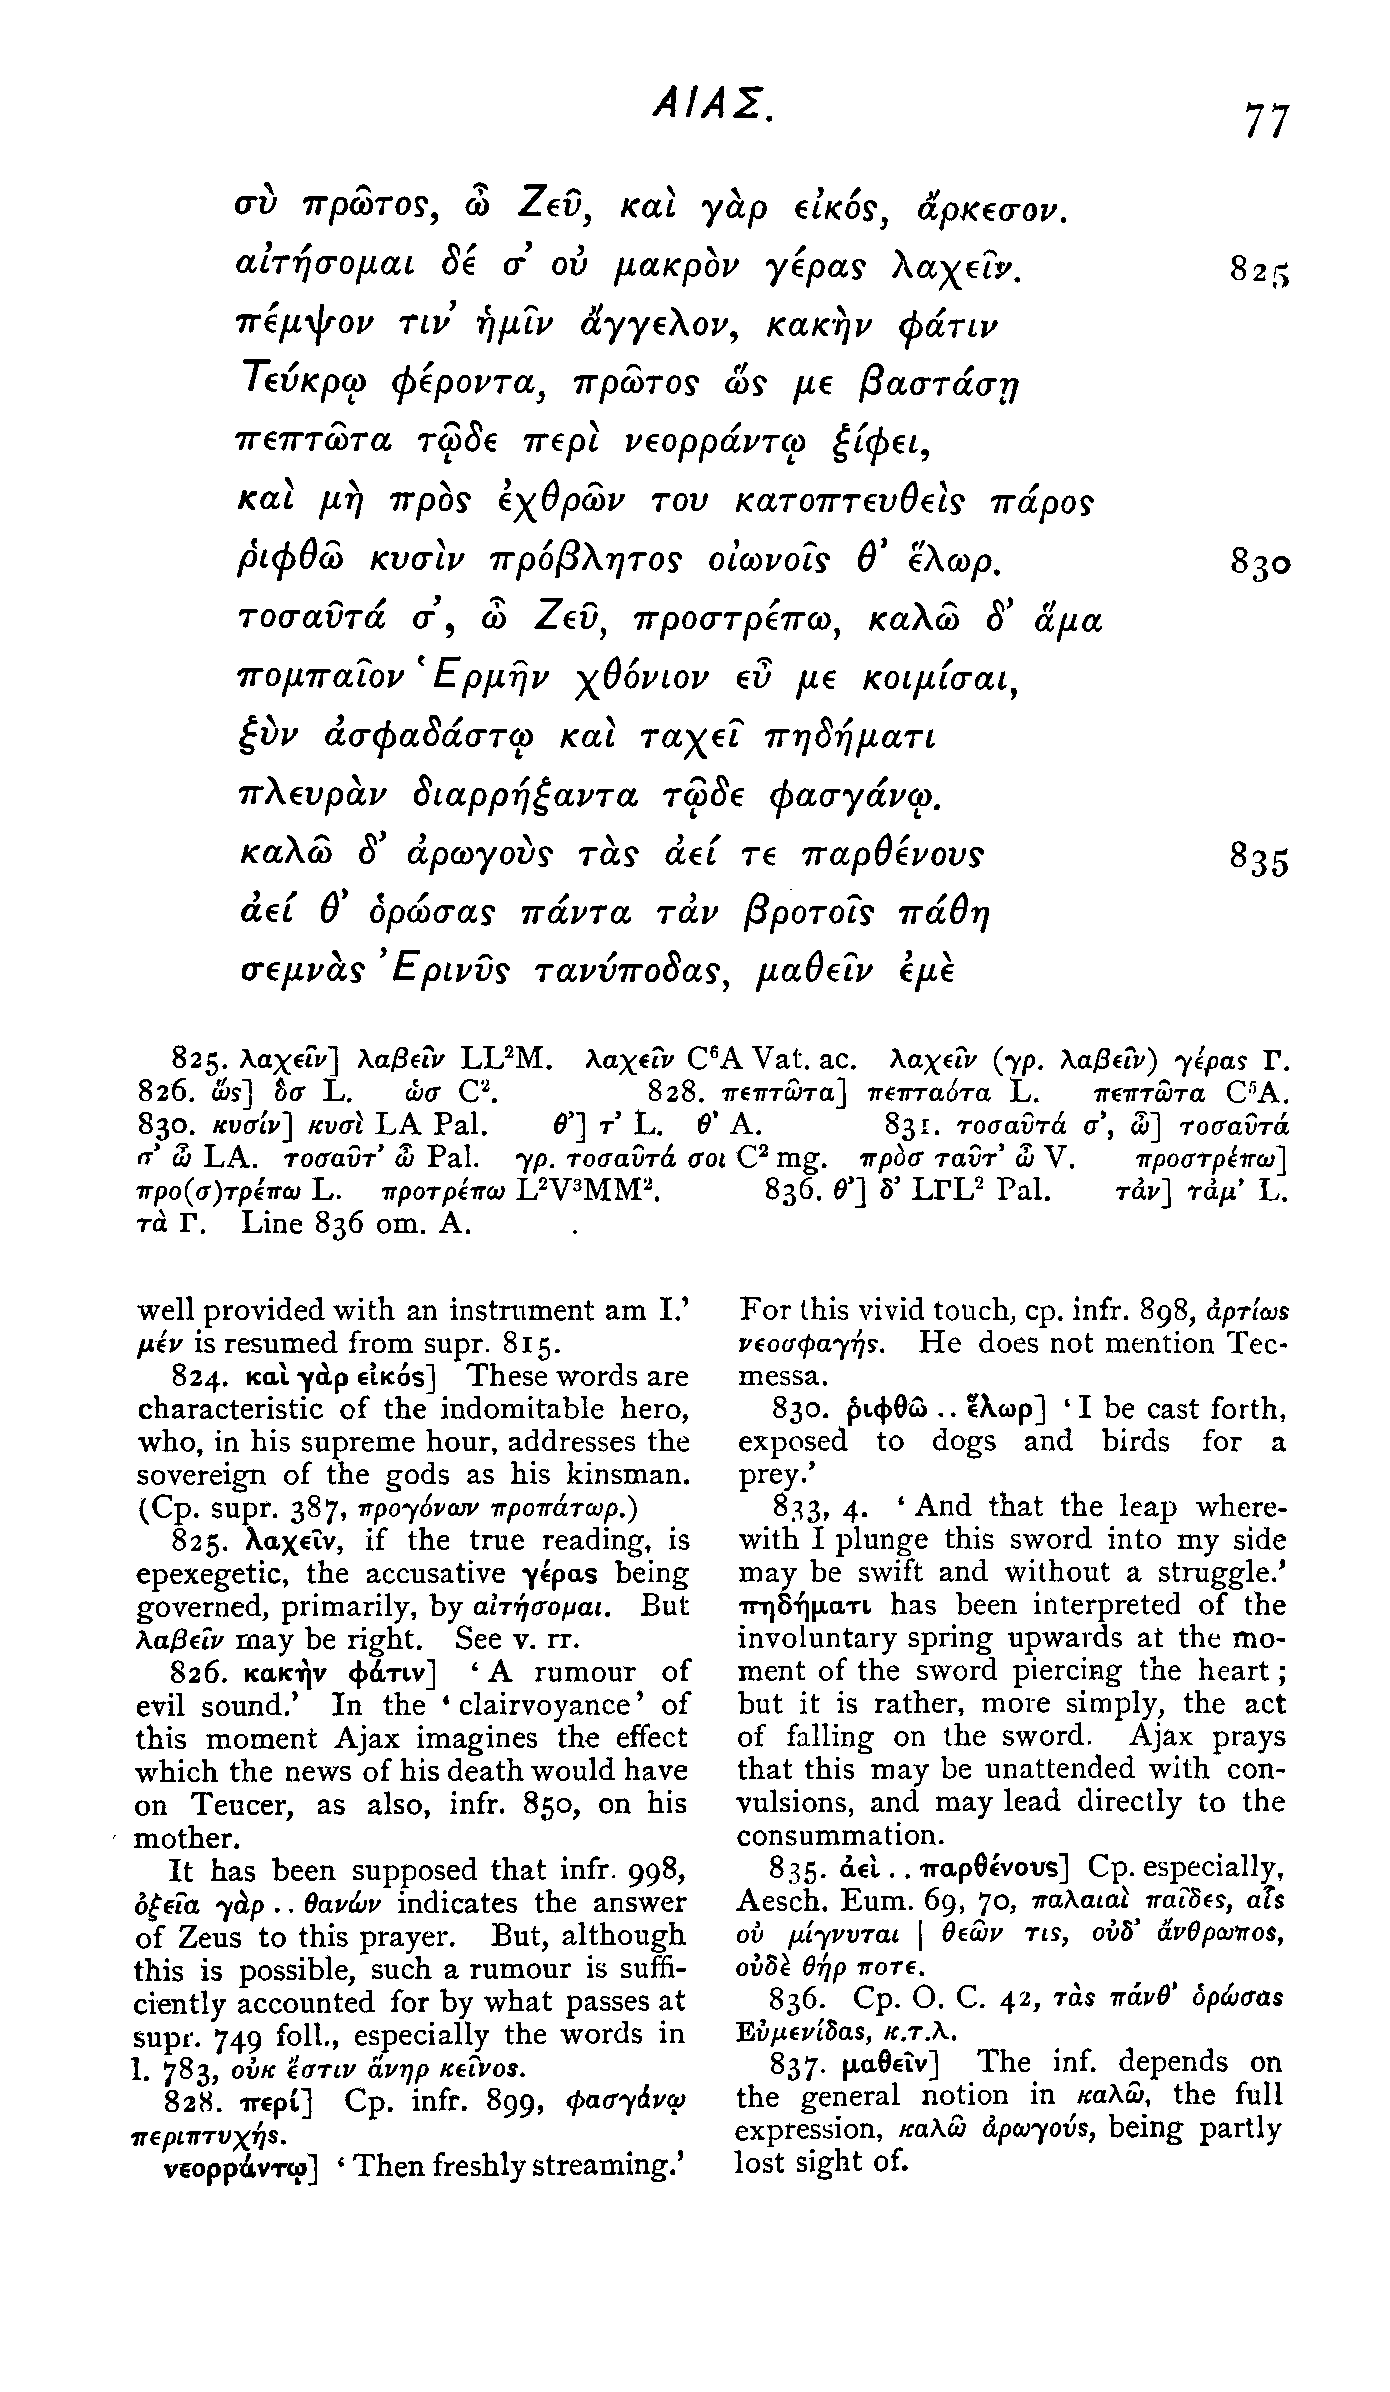 ΑΙΑΣ.
77
σὺ πρῶτος, ὦ Ζεῦ, καὶ γὰρ εἰκός, ἄρκεσον.
αἰτήσομαι δέ σ’ οὐ μακρὸν γέρας λαχεῖν. 825
πέμψον τιν’ ἡμῖν ἄγγελον, κακὴν φάτιν
Τεύκρῳ φέροντα, πρῶτος ὥς με βαστάσῃ
πεπτῶτα τῷδε περὶ νεορράντῳ ξίφει,
καὶ μὴ πρὸς ἐχθρῶν του κατοπτευθεὶς πάρος
ῥιφθῶ κυσὶν πρόβλητος οἰωνοῖς θ’ ἕλωρ. 830
τοσαῦτά σ’, ὦ Ζεῦ, προστρέπω, καλῶ δ’ ἅμα
πομπαῖον Ἑρμῆν χθόνιον εὖ με κοιμίσαι,
ξὺν ἀσφαδάστῳ καὶ ταχεῖ πηδήματι
πλευρὰν διαρρήξαντα τῷδε φασγάνῳ.
καλῶ δ’ ἀρωγοὺς τὰς ἀεί τε παρθένους 835
ἀεί θ’ ὁρώσας πάντα τἀν βροτοῖς πάθη
σεμνὰς Ἐρινῦς τανύποδας, μαθεῖν ἐμὲ
825. λαχεῖν] λαβεῖν LL²M. λαχεῖν C⁶A Vat. ac. λαχεῖν (γρ. λαβεῖν) γέρας Γ.
826. ὥς] ὅσ L. ὡσ C². 828. πεπτῶτα] πεπταότα L. πεπτῶτα C⁵A.
830. κυσίν] κυσὶ LA Pal. θ’] τ’ L. θ’ A. 831. τοσαῦτά σ’, ὦ] τοσαῦτά
σ’ ὦ LA. τοσαῦτ’ ὦ Pal. γρ. τοσαῦτά σοι C² mg. πρὸσ ταῦτ’ ὦ V. προστρέπω]
προ(σ)τρέπω L. προτρέπω L²V³MM². 836. θ’] δ’ LΓL² Pal. τἀν] τἀμ’ L.
τὰ Γ. Line 836 om. A.
well provided with an instrument am I.’
μέν is resumed from supr. 815.
824. καὶ γὰρ εἰκός] These words are
characteristic of the indomitable hero,
who, in his supreme hour, addresses the
sovereign of the gods as his kinsman.
(Cp. supr. 387, προγόνων προπάτωρ.)
825. λαχεῖν, if the true reading, is
epexegetic, the accusative γέρας being
governed, primarily, by αἰτήσομαι. But
λαβεῖν may be right. See v. rr.
826. κακὴν φάτιν] ‘A rumour of
evil sound.’ In the ‘clairvoyance’ of
this moment Ajax imagines the effect
which the news of his death would have
on Teucer, as also, infr. 850, on his
mother.
It has been supposed that infr. 998,
ὀξεῖα γὰρ .. θανών indicates the answer
of Zeus to this prayer. But, although
this is possible, such a rumour is suffi-
ciently accounted for by what passes at
supr. 749 foll., especially the words in
l. 783, οὐκ ἔστιν ἄνηρ κεῖνος.
828. περί] Cp. infr. 899, φασγάνῳ
περιπτυχής.
νεορράντῳ] ‘Then freshly streaming.’
For this vivid touch, cp. infr. 898, ἀρτίως
νεοσφαγής. He does not mention Tec-
messa.
830. ῥιφθῶ .. ἕλωρ] ‘I be cast forth,
exposed to dogs and birds for a
prey.’
833, 4. ‘And that the leap where-
with I plunge this sword into my side
may be swift and without a struggle.’
πηδήματι has been interpreted of the
involuntary spring upwards at the mo-
ment of the sword piercing the heart;
but it is rather, more simply, the act
of falling on the sword. Ajax prays
that this may be unattended with con-
vulsions, and may lead directly to the
consummation.
835. ἀεὶ .. παρθένους] Cp. especially,
Aesch. Eum. 69, 70, παλαιαὶ παῖδες, αἷς
οὐ μίγνυται | θεῶν τις, οὐδ’ ἄνθρωπος,
οὐδὲ θήρ ποτε.
836. Cp. O. C. 42, τὰς πάνθ’ ὁρώσας
Εὐμενίδας, κ.τ.λ.
837. μαθεῖν] The inf. depends on
the general notion in καλῶ, the full
expression, καλῶ ἀρωγούς, being partly
lost sight of.